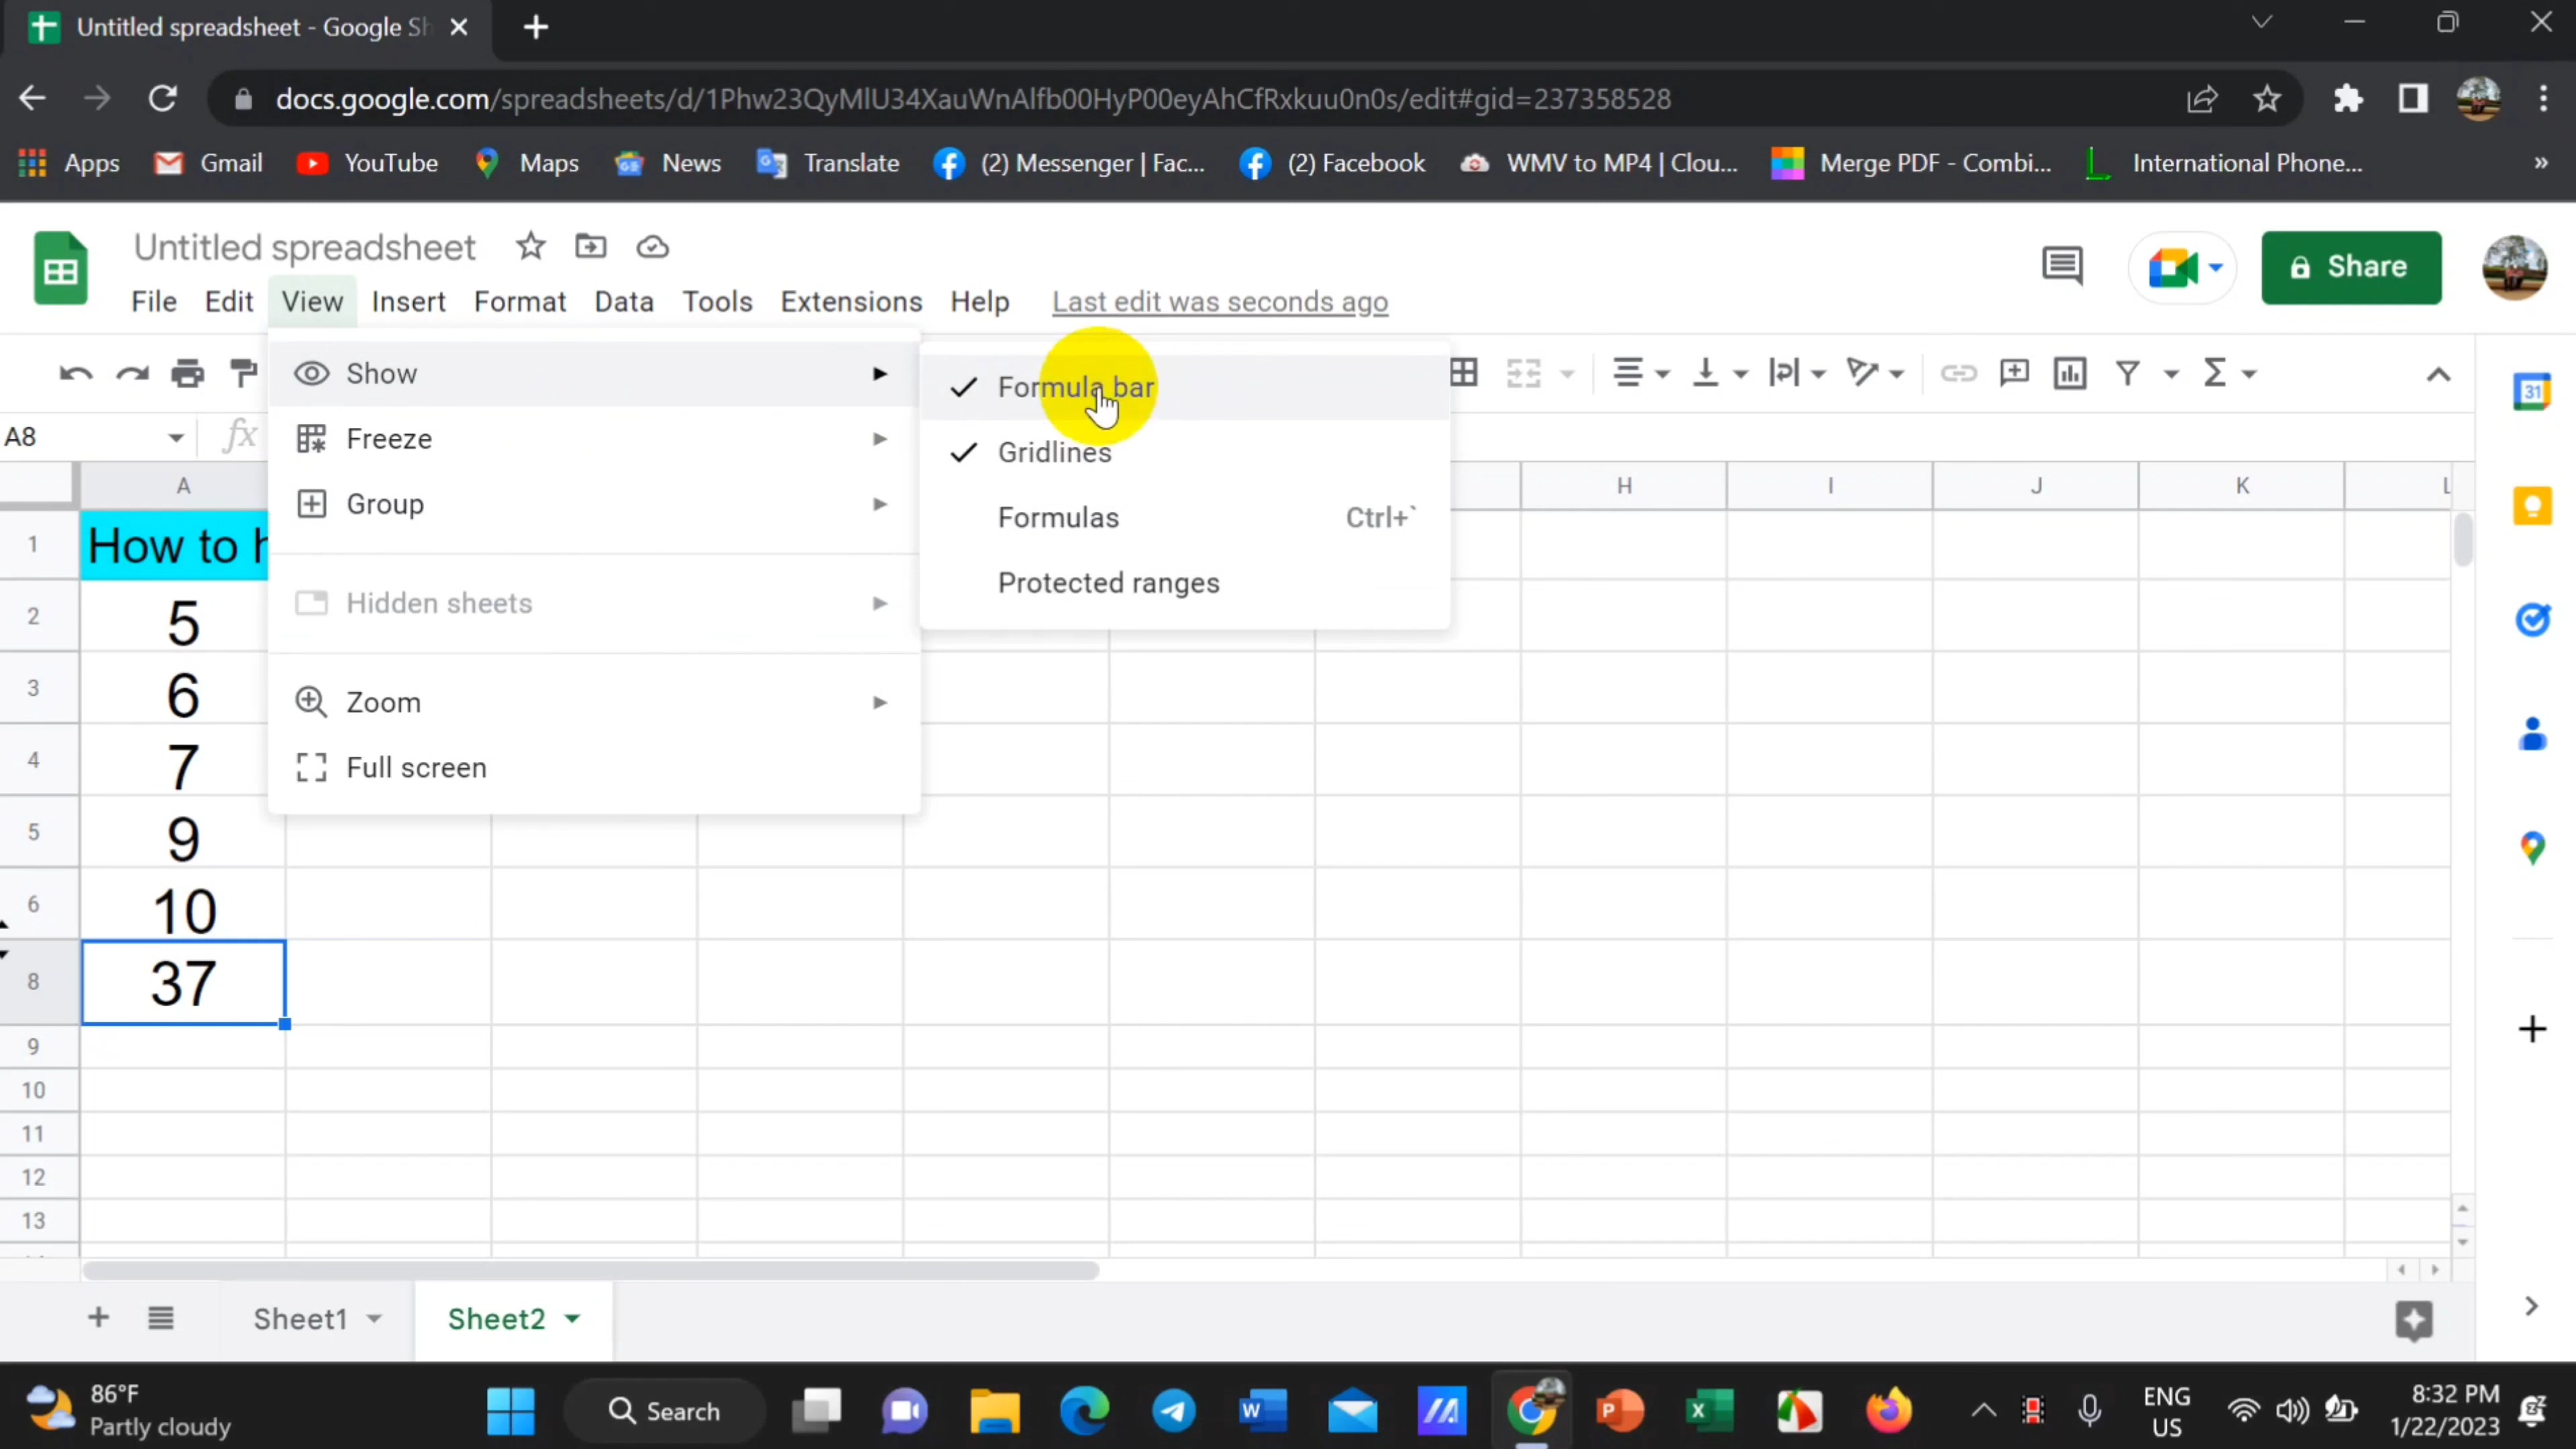 Untitled spreadsheet - Google Sh
docs.google.com/spreadsheets/d/1Phw23QyMlU34XauWnAlfb00HyP00eyAhCfRxkuu0n0s/edit#gid=237358528
Apps Gmail YouTube Maps News Translate (2) Messenger | Fac... (2) Facebook WMV to MP4 | Clou... Merge PDF - Combi... International Phone... »
Untitled spreadsheet
Share
File Edit View Insert Format Data Tools Extensions Help Last edit was seconds ago
Show
Freeze
Group
Hidden sheets
Zoom
Full screen
Formula bar
Gridlines
Formulas Ctrl+`
Protected ranges
31
A8 fx
A H I J K L
1 How to h
2 5
3 6
4 7
5 9
6 10
8 37
9
10
11
12
13
Sheet1 Sheet2
86°F
Partly cloudy
Search
ENG
US
8:32 PM
1/22/2023